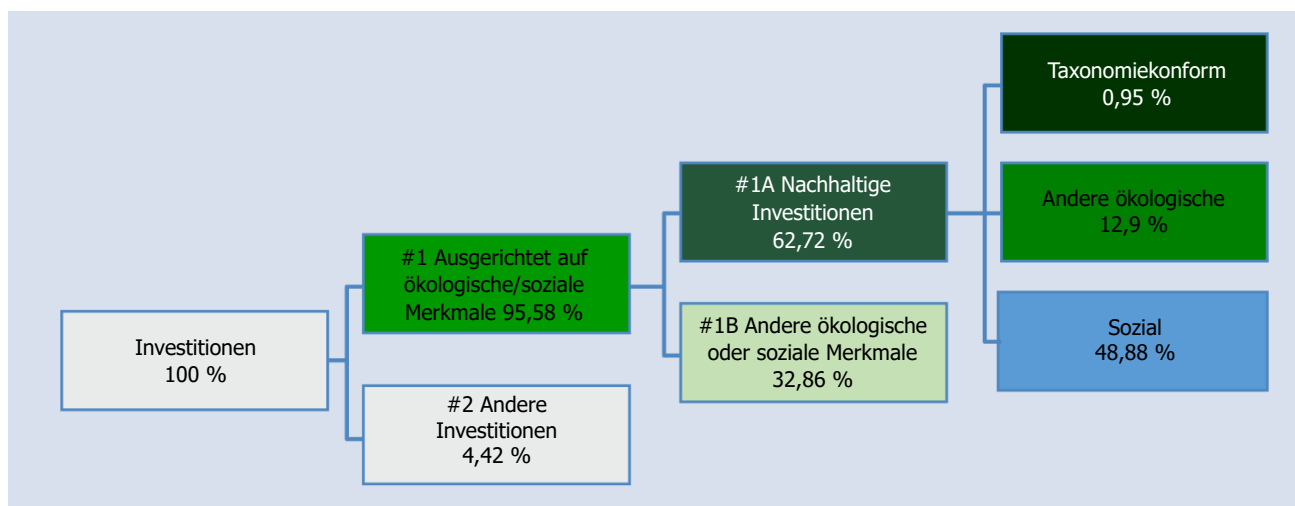 Investitionen
100 %
#1 Ausgerichtet auf
ökologische/soziale
Merkmale 95,58 %
#2 Andere
Investitionen
4,42 %
#1A Nachhaltige
Investitionen
62,72 %
#1B Andere ökologische
oder soziale Merkmale
32,86 %
Taxonomiekonform
0,95 %
Andere ökologische
12,9 %
Sozial
48,88 %